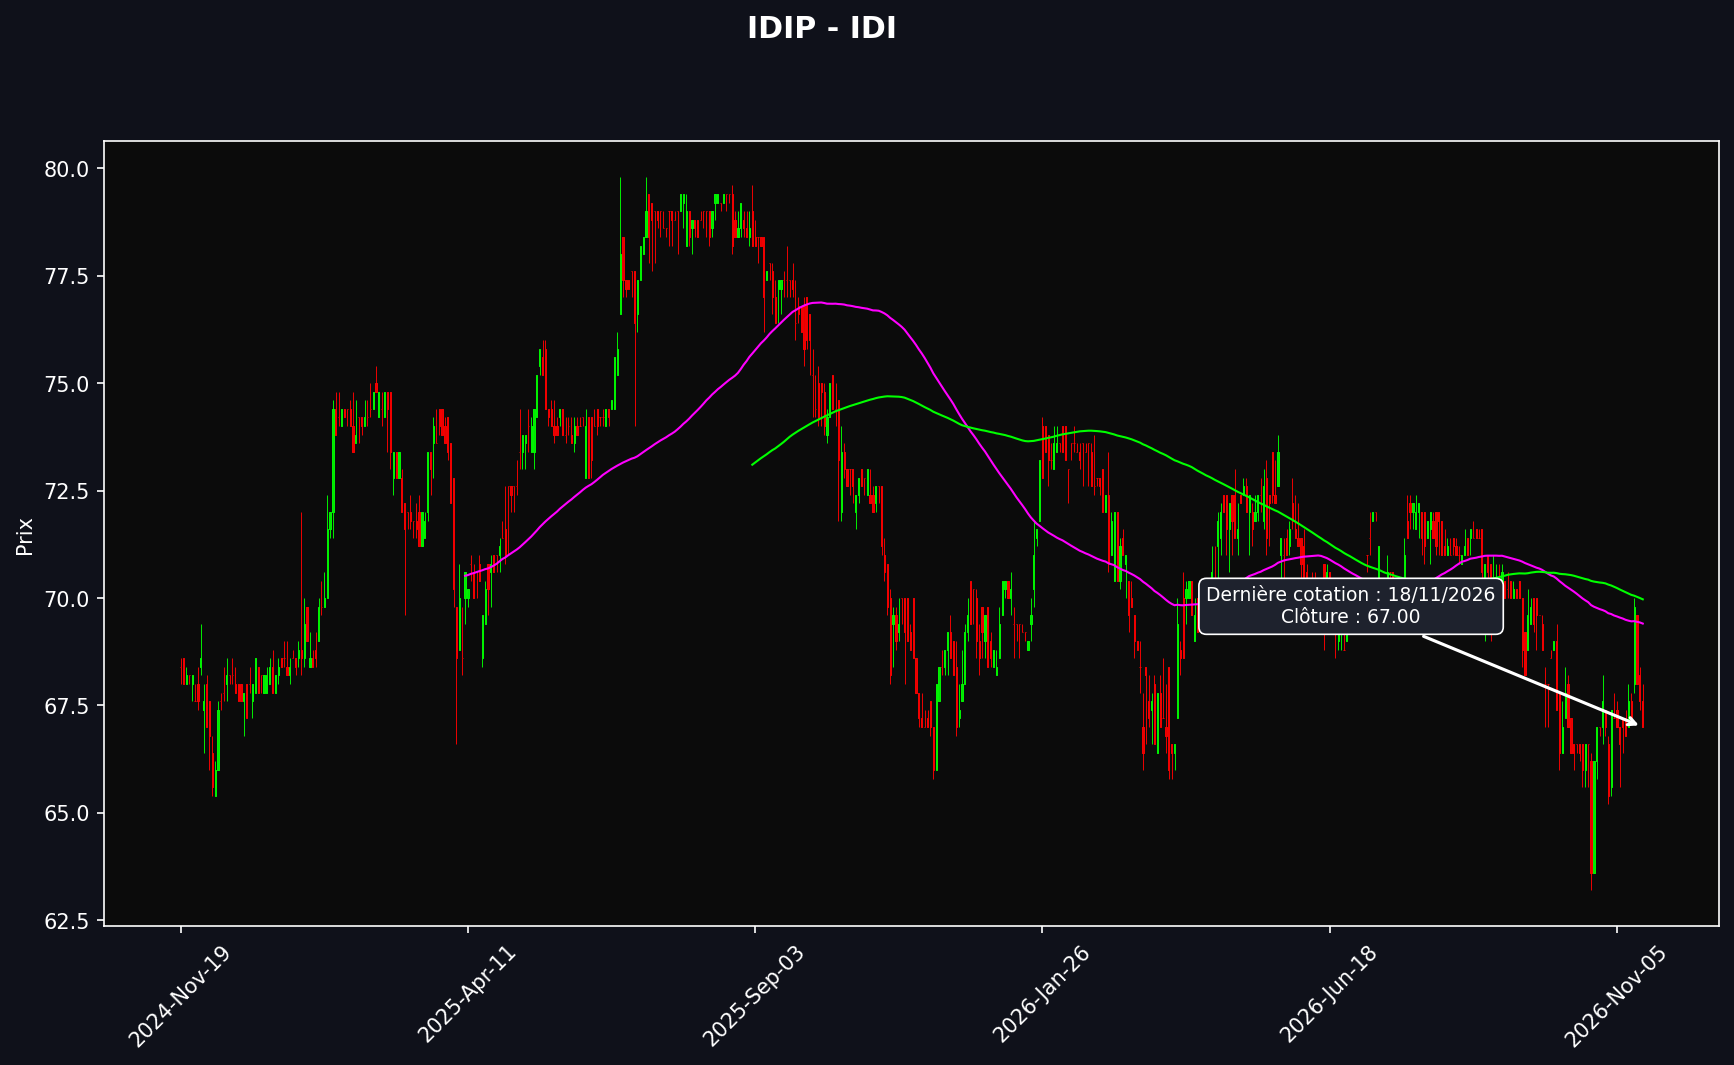 IDIP - IDI
Prix
80.0
77.5
75.0
72.5
70.0
67.5
65.0
62.5
Dernière cotation : 18/11/2026
Clôture : 67.00
2024-Nov-19
2025-Apr-11
2025-Sep-03
2026-Jan-26
2026-Jun-18
2026-Nov-05